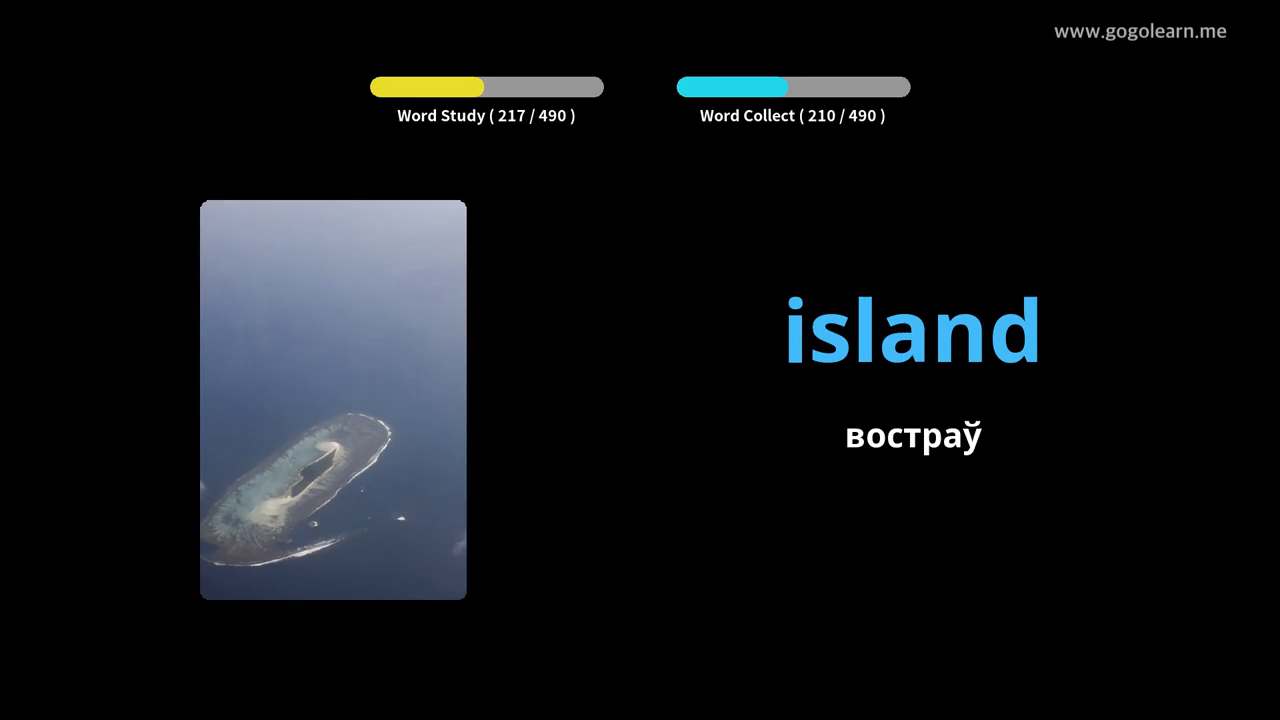 www.gogolearn.me
Word Study ( 217 / 490 )
Word Collect ( 210 / 490 )
island
востраў